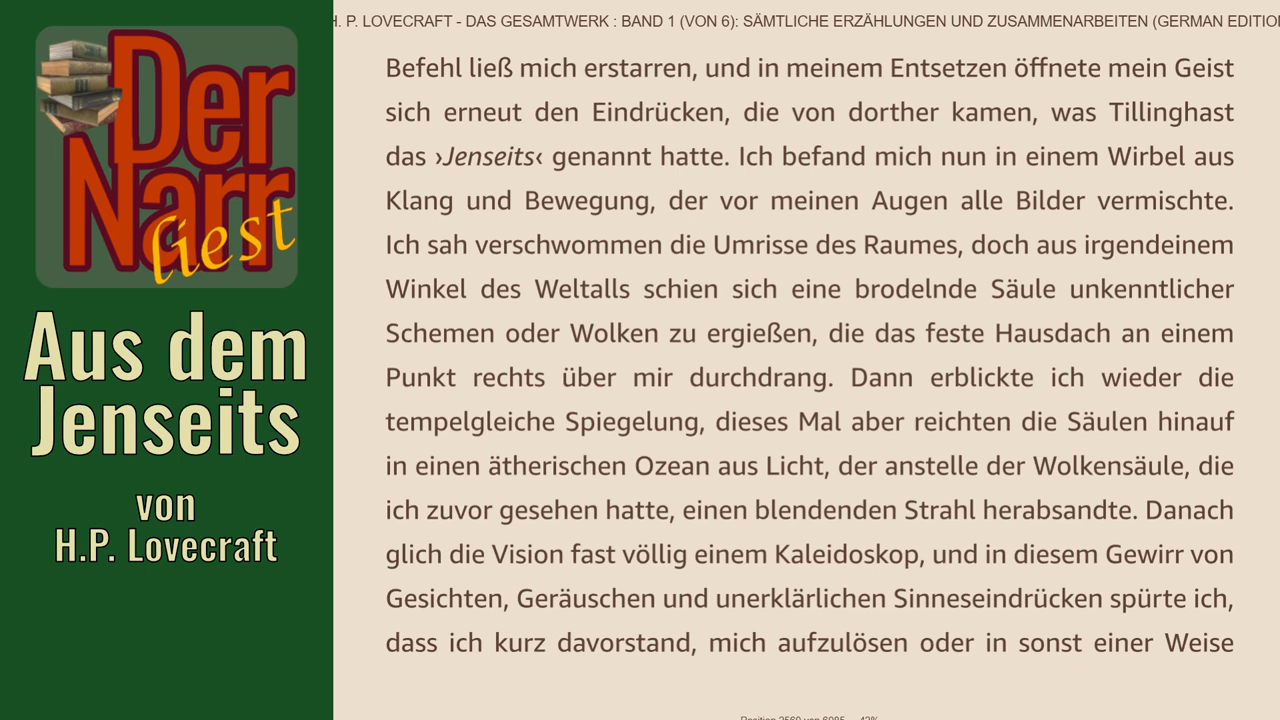 Der
Narr
liest
Aus dem
Jenseits
von
H.P. Lovecraft
H. P. LOVECRAFT - DAS GESAMTWERK : BAND 1 (VON 6): SÄMTLICHE ERZÄHLUNGEN UND ZUSAMMENARBEITEN (GERMAN EDITIO
Befehl ließ mich erstarren, und in meinem Entsetzen öffnete mein Geist
sich erneut den Eindrücken, die von dorther kamen, was Tillinghast
das ›Jenseits‹ genannt hatte. Ich befand mich nun in einem Wirbel aus
Klang und Bewegung, der vor meinen Augen alle Bilder vermischte.
Ich sah verschwommen die Umrisse des Raumes, doch aus irgendeinem
Winkel des Weltalls schien sich eine brodelnde Säule unkenntlicher
Schemen oder Wolken zu ergießen, die das feste Hausdach an einem
Punkt rechts über mir durchdrang. Dann erblickte ich wieder die
tempelgleiche Spiegelung, dieses Mal aber reichten die Säulen hinauf
in einen ätherischen Ozean aus Licht, der anstelle der Wolkensäule, die
ich zuvor gesehen hatte, einen blendenden Strahl herabsandte. Danach
glich die Vision fast völlig einem Kaleidoskop, und in diesem Gewirr von
Gesichten, Geräuschen und unerklärlichen Sinneseindrücken spürte ich,
dass ich kurz davorstand, mich aufzulösen oder in sonst einer Weise